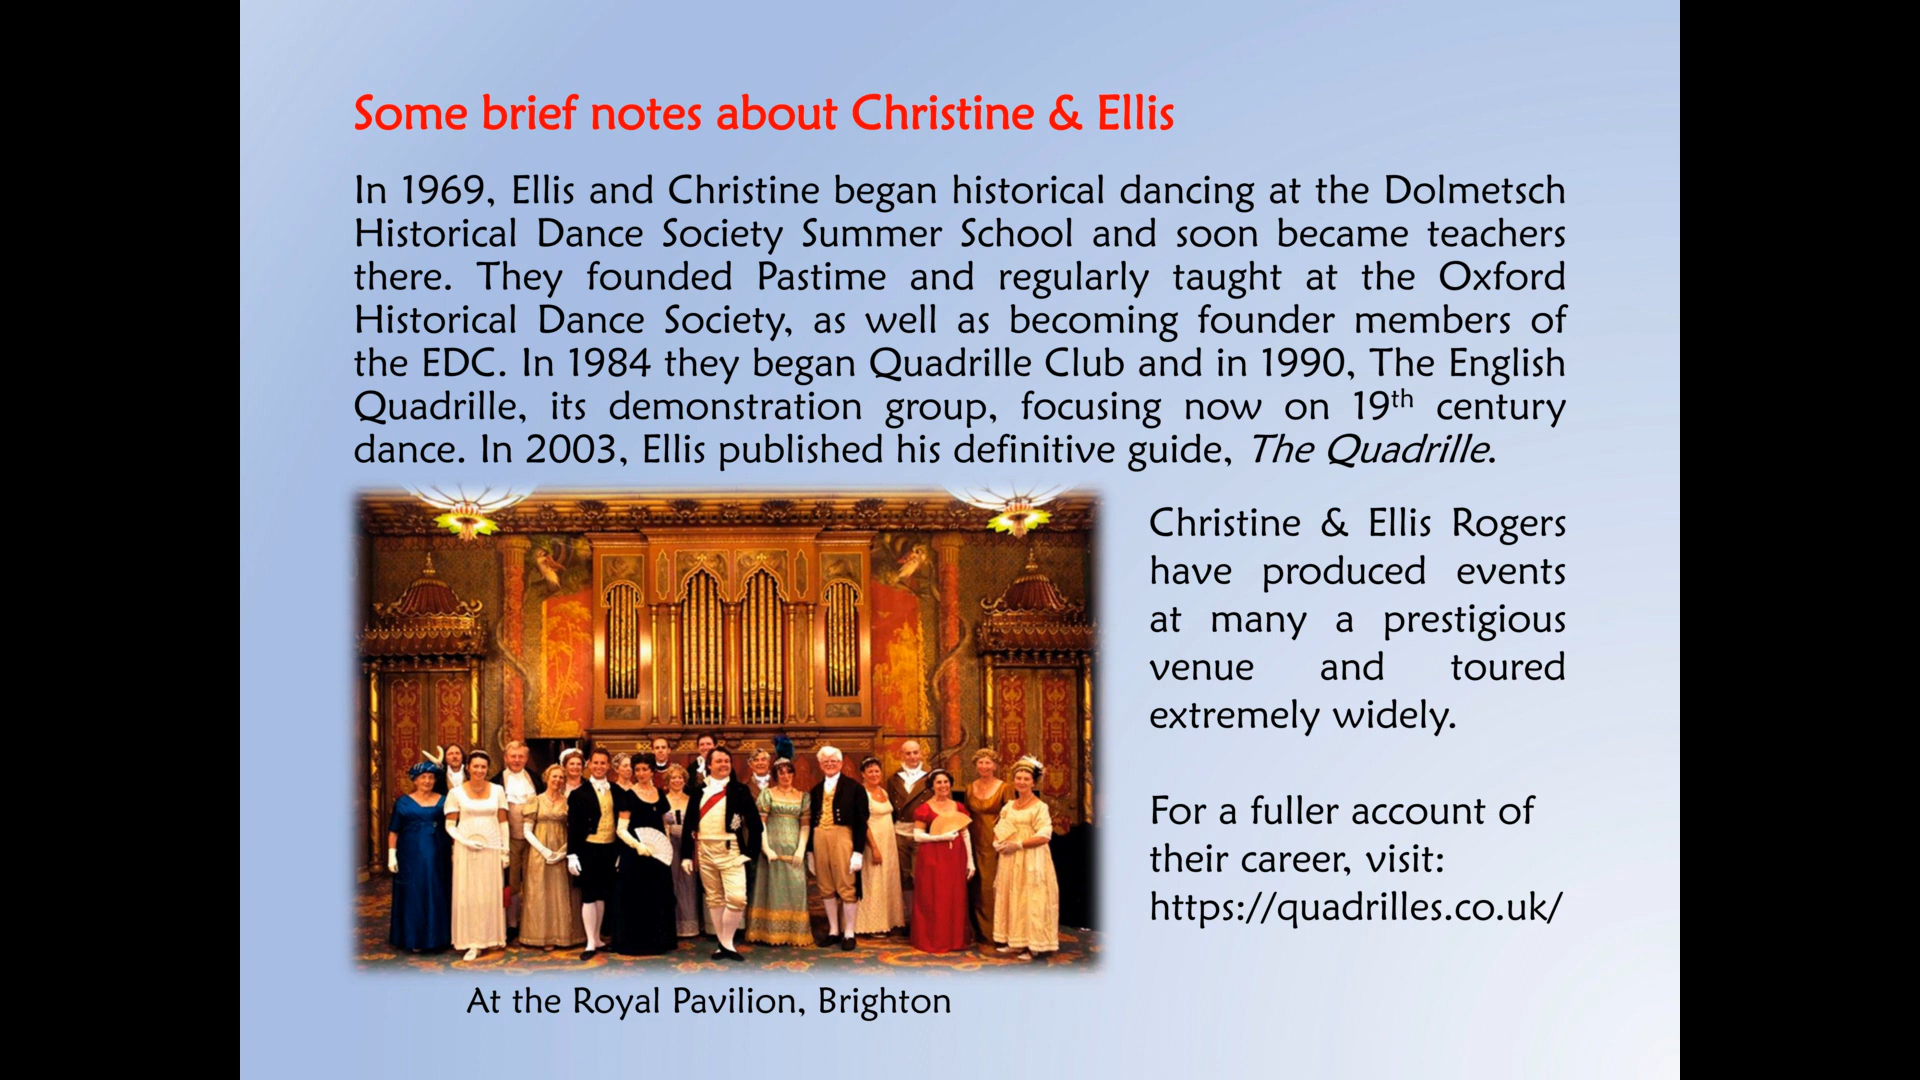 Some brief notes about Christine & Ellis
In 1969, Ellis and Christine began historical dancing at the Dolmetsch
Historical Dance Society Summer School and soon became teachers
there. They founded Pastime and regularly taught at the Oxford
Historical Dance Society, as well as becoming founder members of
the EDC. In 1984 they began Quadrille Club and in 1990, The English
Quadrille, its demonstration group, focusing now on 19th century
dance. In 2003, Ellis published his definitive guide, The Quadrille.
Christine & Ellis Rogers
have produced events
at many a prestigious
venue and toured
extremely widely.
For a fuller account of
their career, visit:
https://quadrilles.co.uk/
At the Royal Pavilion, Brighton